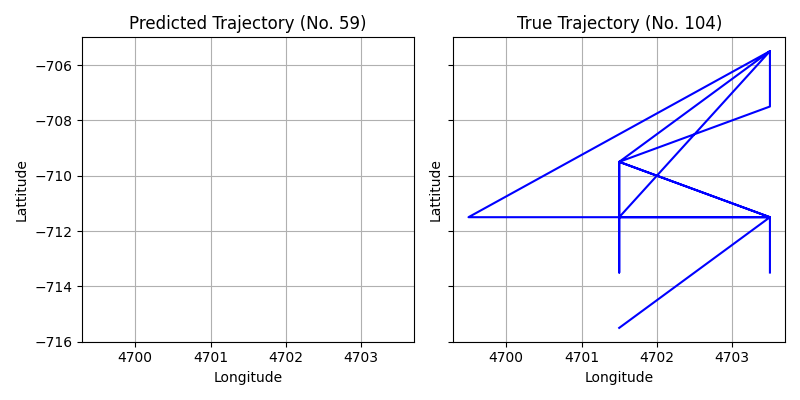 Predicted Trajectory (No. 59)
True Trajectory (No. 104)
−706
−708
−710
−712
−714
−716
Lattitude
Lattitude
4700
4701
4702
4703
4700
4701
4702
4703
Longitude
Longitude